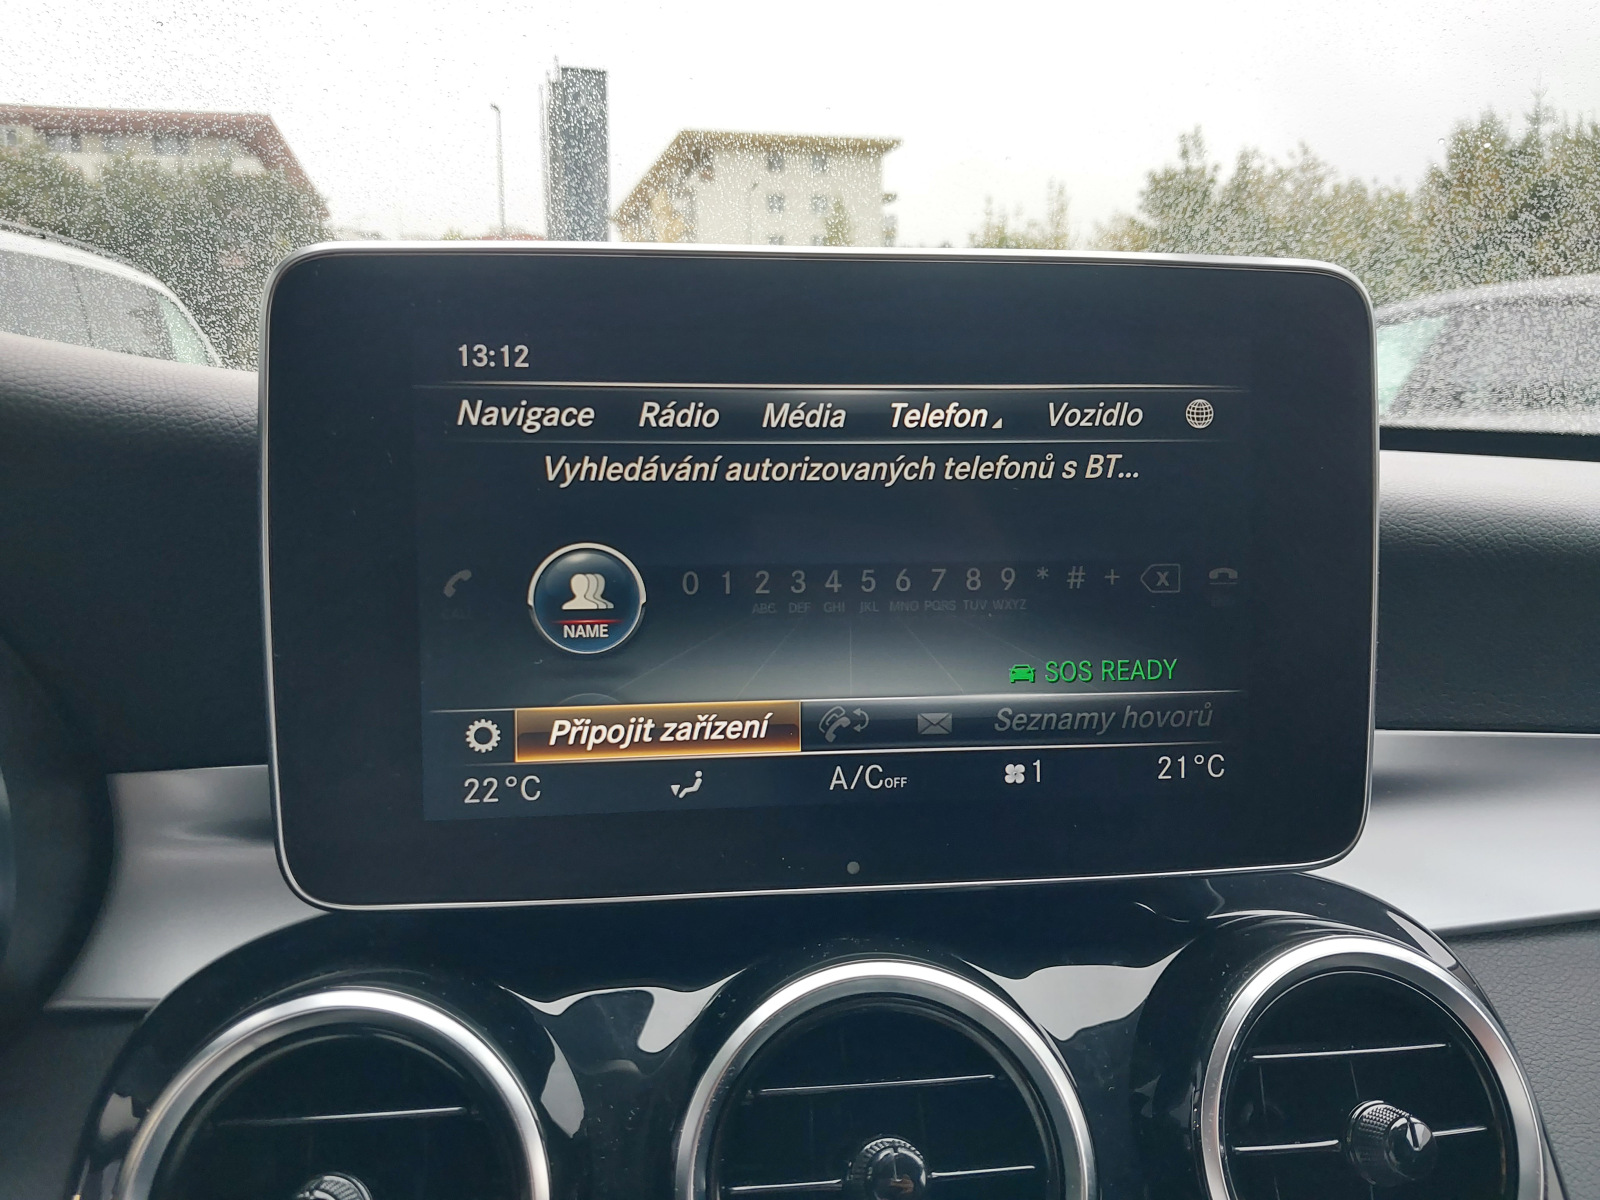 13:12
Navigace Rádio Média Telefon Vozidlo
Vyhledávání autorizovaných telefonů s BT...
0 1 2 3 4 5 6 7 8 9 * # + X
ABC DEF GHI JKL MNO PQRS TUV WXYZ
NAME
SOS READY
Připojit zařízení Seznamy hovorů
22°C A/C OFF 1 21°C